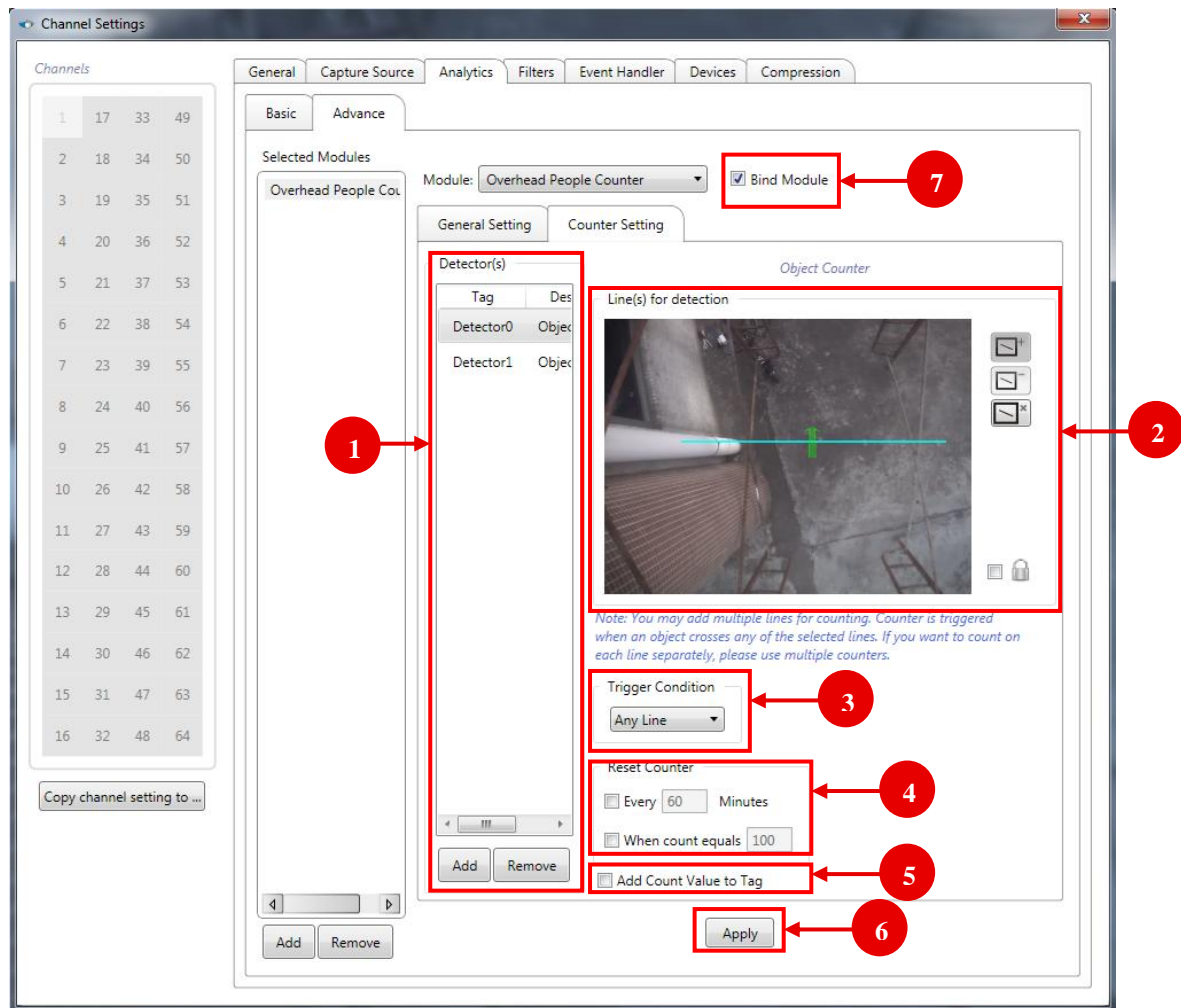 Channel Settings
Channels
1 17 33 49
2 18 34 50
3 19 35 51
4 20 36 52
5 21 37 53
6 22 38 54
7 23 39 55
8 24 40 56
9 25 41 57
10 26 42 58
11 27 43 59
12 28 44 60
13 29 45 61
14 30 46 62
15 31 47 63
16 32 48 64
Copy channel setting to ...
General Capture Source Analytics Filters Event Handler Devices Compression
Basic Advance
Selected Modules
Overhead People Cou
Add Remove
Module: Overhead People Counter Bind Module
7
General Setting Counter Setting
Detector(s)
Tag Des
Detector0 Objec
Detector1 Objec
1
Add Remove
Object Counter
Line(s) for detection
2
Note: You may add multiple lines for counting. Counter is triggered
when an object crosses any of the selected lines. If you want to count on
each line separately, please use multiple counters.
Trigger Condition
Any Line
3
Reset Counter
Every 60 Minutes
When count equals 100
4
Add Count Value to Tag
5
Apply
6